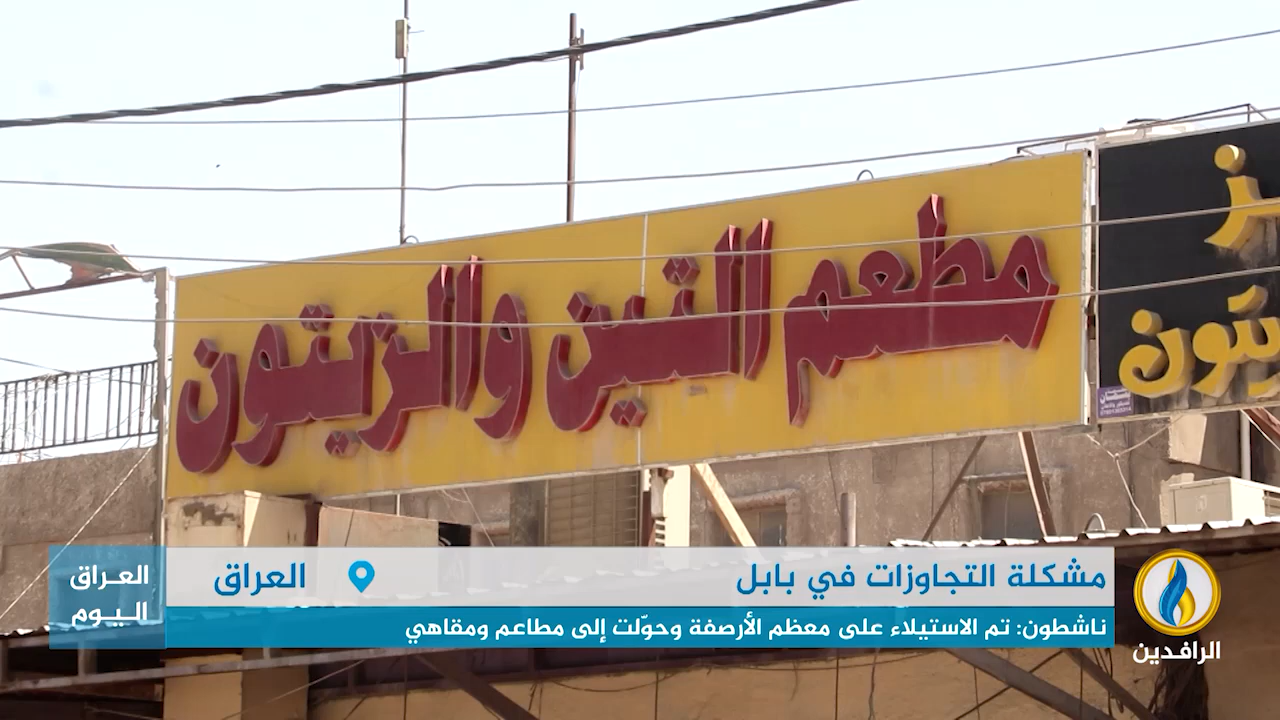 مطعم التين والزيتون
مشكلة التجاوزات في بابل
العراق
ناشطون: تم الاستيلاء على معظم الأرصفة وحوّلت إلى مطاعم ومقاهي
العراق
اليوم
الرافدين